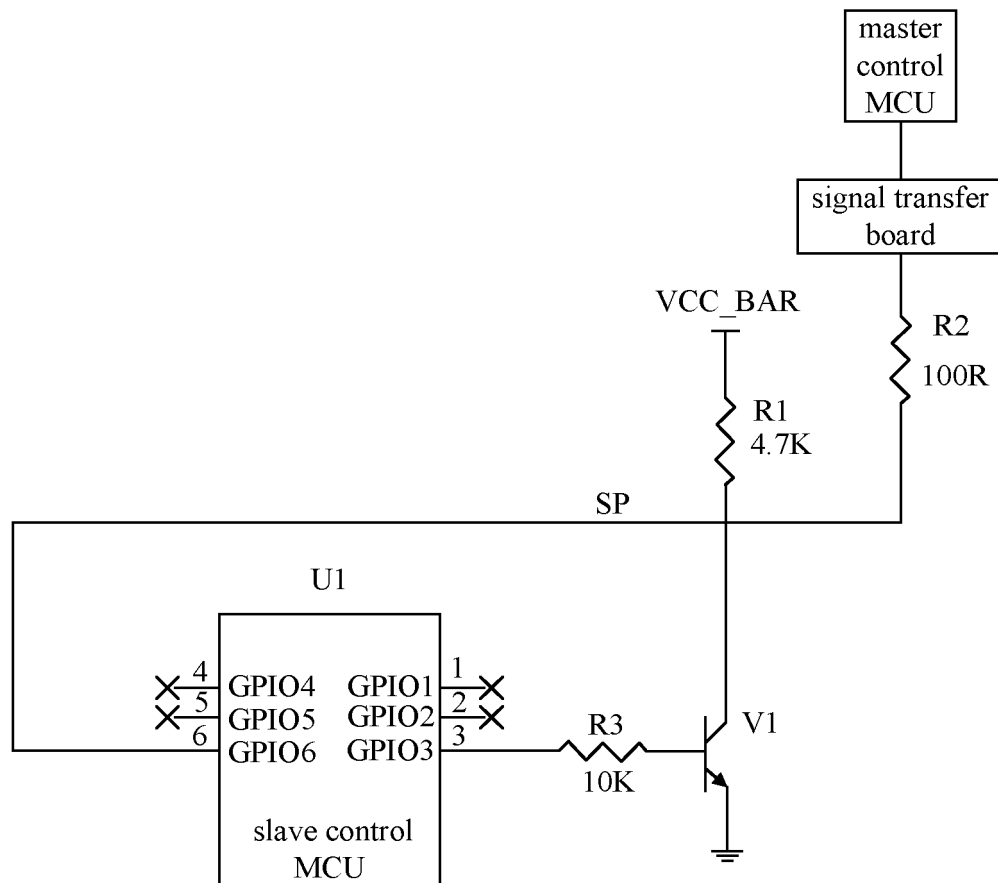 master
control
MCU
signal transfer
board
VCC_BAR
R2
100R
R1
4.7K
SP
U1
4
1
GPIO4
GPIO1
5
2
GPIO5
GPIO2
6
3
GPIO6
GPIO3
R3
10K
V1
slave control
MCU